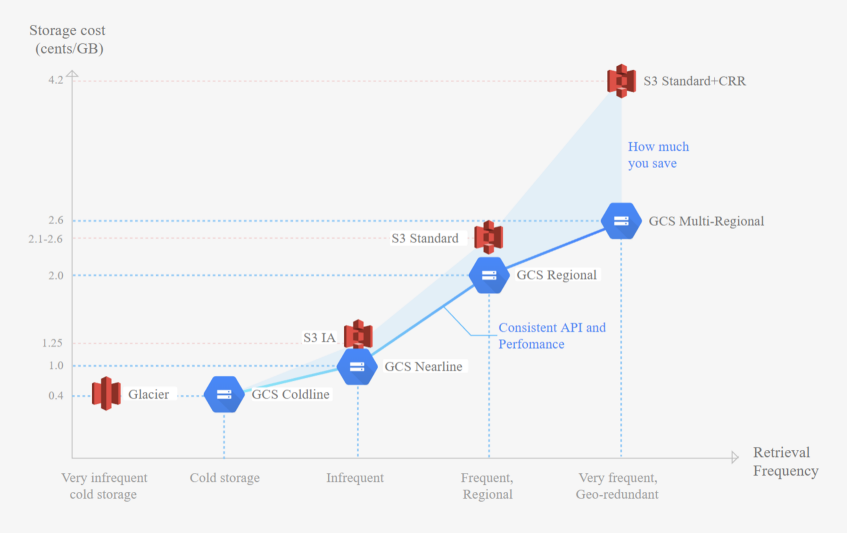 Storage cost
(cents/GB)
4.2
S3 Standard+CRR
How much
you save
2.6
GCS Multi-Regional
2.1-2.6
S3 Standard
2.0
GCS Regional
Consistent API and
Perfomance
1.25
S3 IA
1.0
GCS Nearline
0.4
Glacier
GCS Coldline
Retrieval
Frequency
Very infrequent
cold storage
Cold storage
Infrequent
Frequent,
Regional
Very frequent,
Geo-redundant